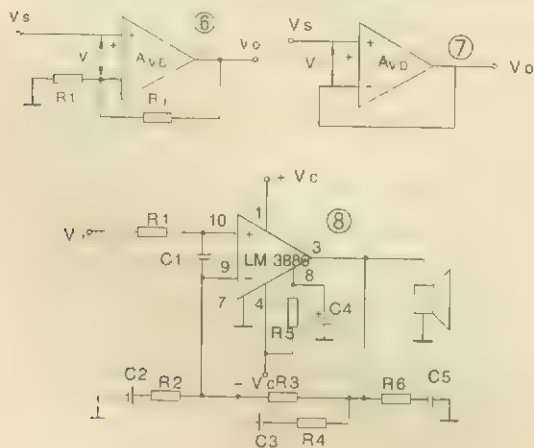 Vs
+
+
V
AVD
⑥
Vo
R1
R1
Vs
+
+
V
AVD
−
⑦
Vo
+ Vc
V
R1
10
1
⑧
+
C1
LM 3886
3
9
−
8
7
4
R5
+
C4
C2
R2
− Vc
R3
R6
C5
C3
R4